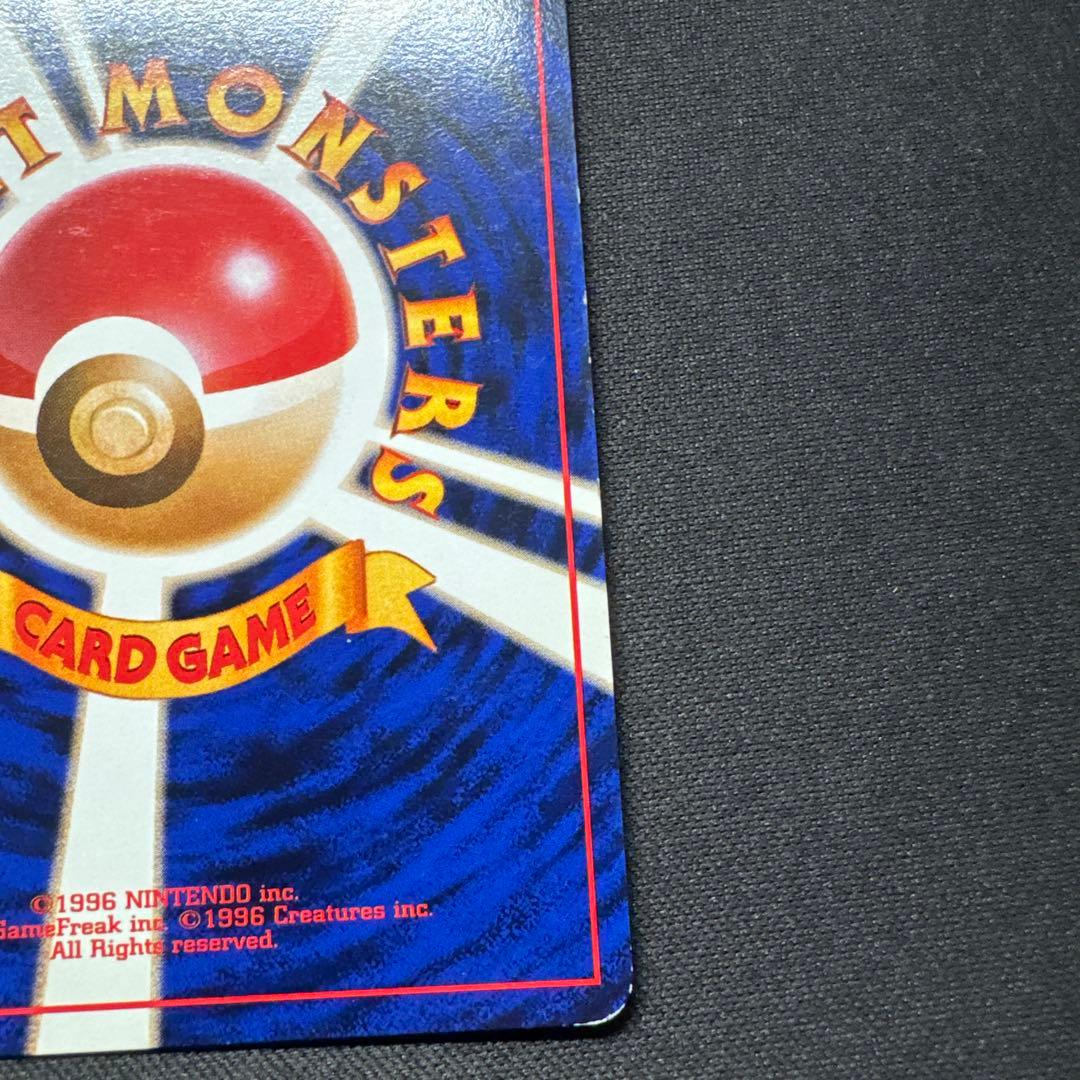 T MONSTERS
CARD GAME
©1996 NINTENDO inc.
GameFreak inc. ©1996 Creatures inc.
All Rights reserved.